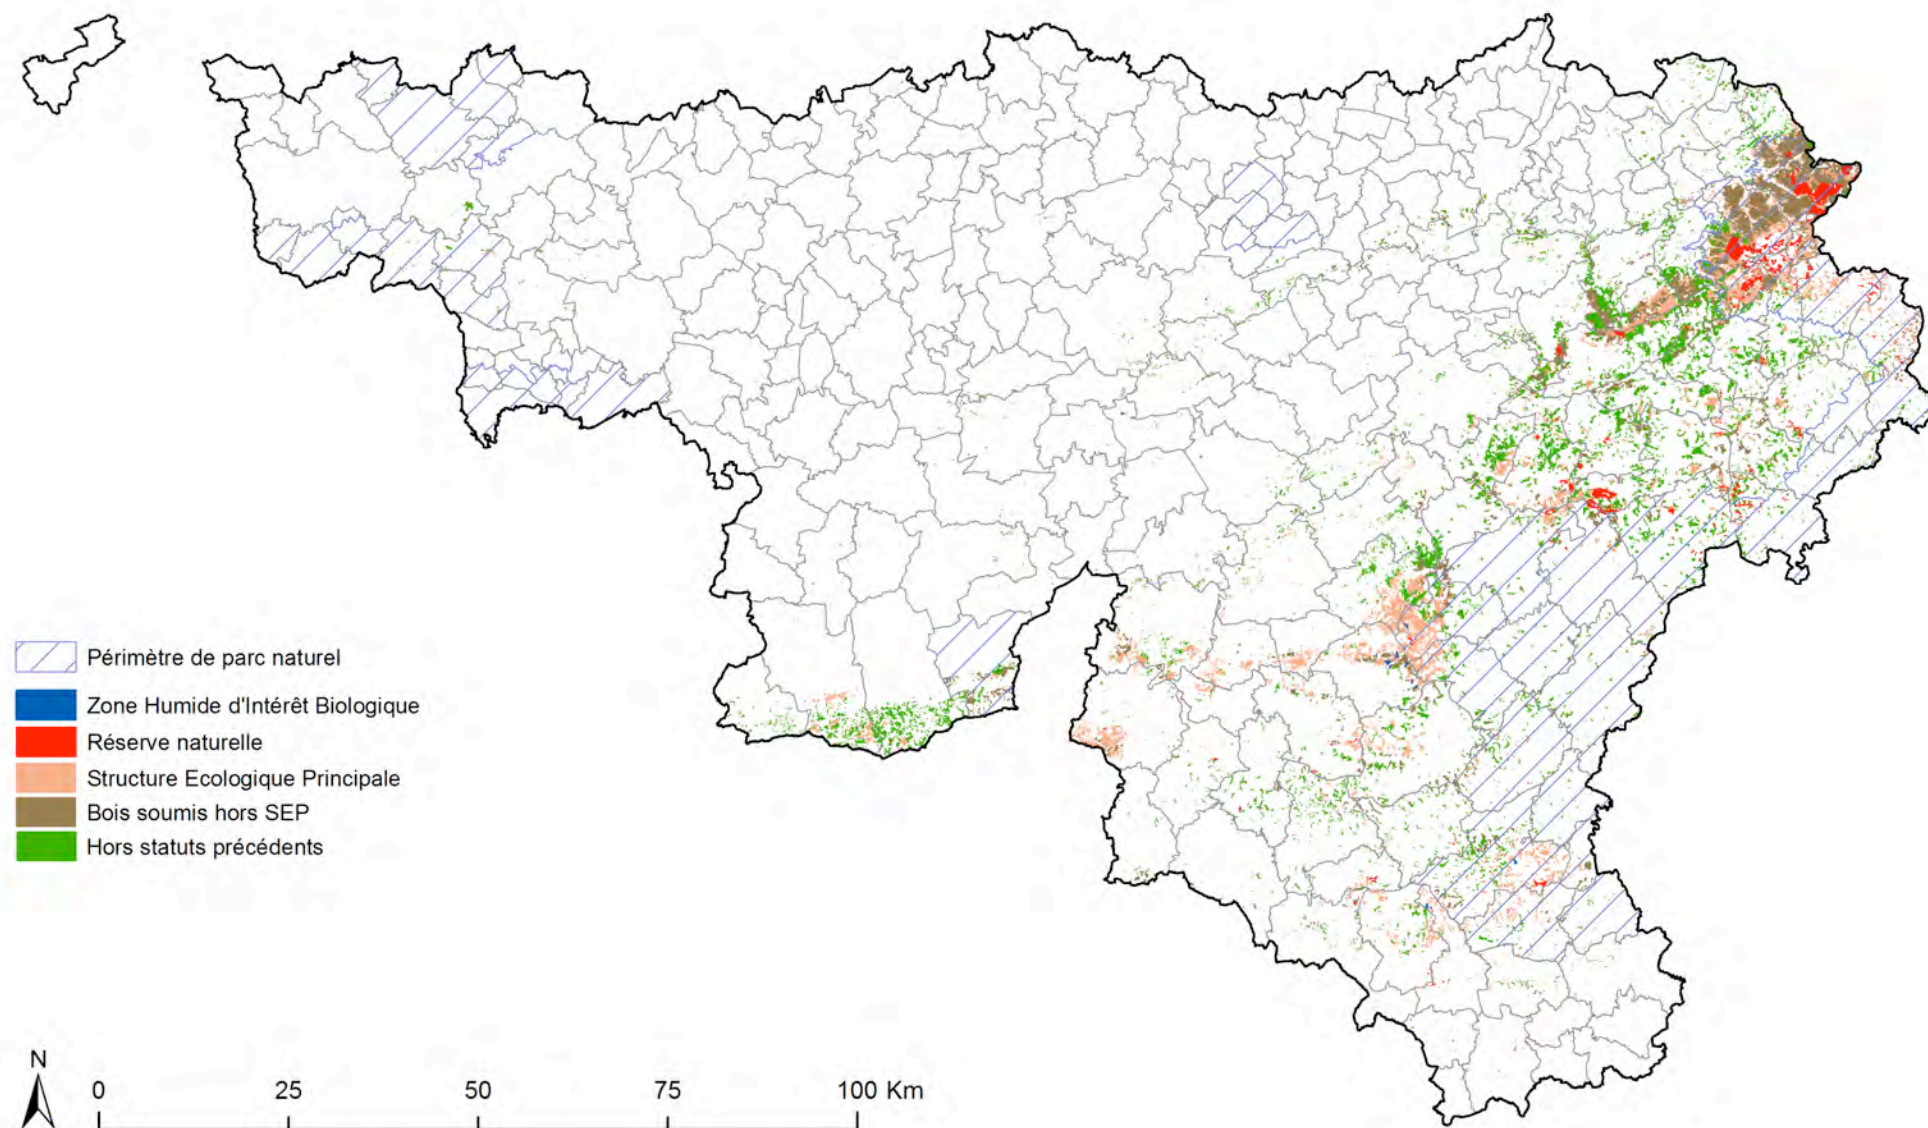 Périmètre de parc naturel
Zone Humide d'Intérêt Biologique
Réserve naturelle
Structure Ecologique Principale
Bois soumis hors SEP
Hors statuts précédents
N
0 25 50 75 100 Km